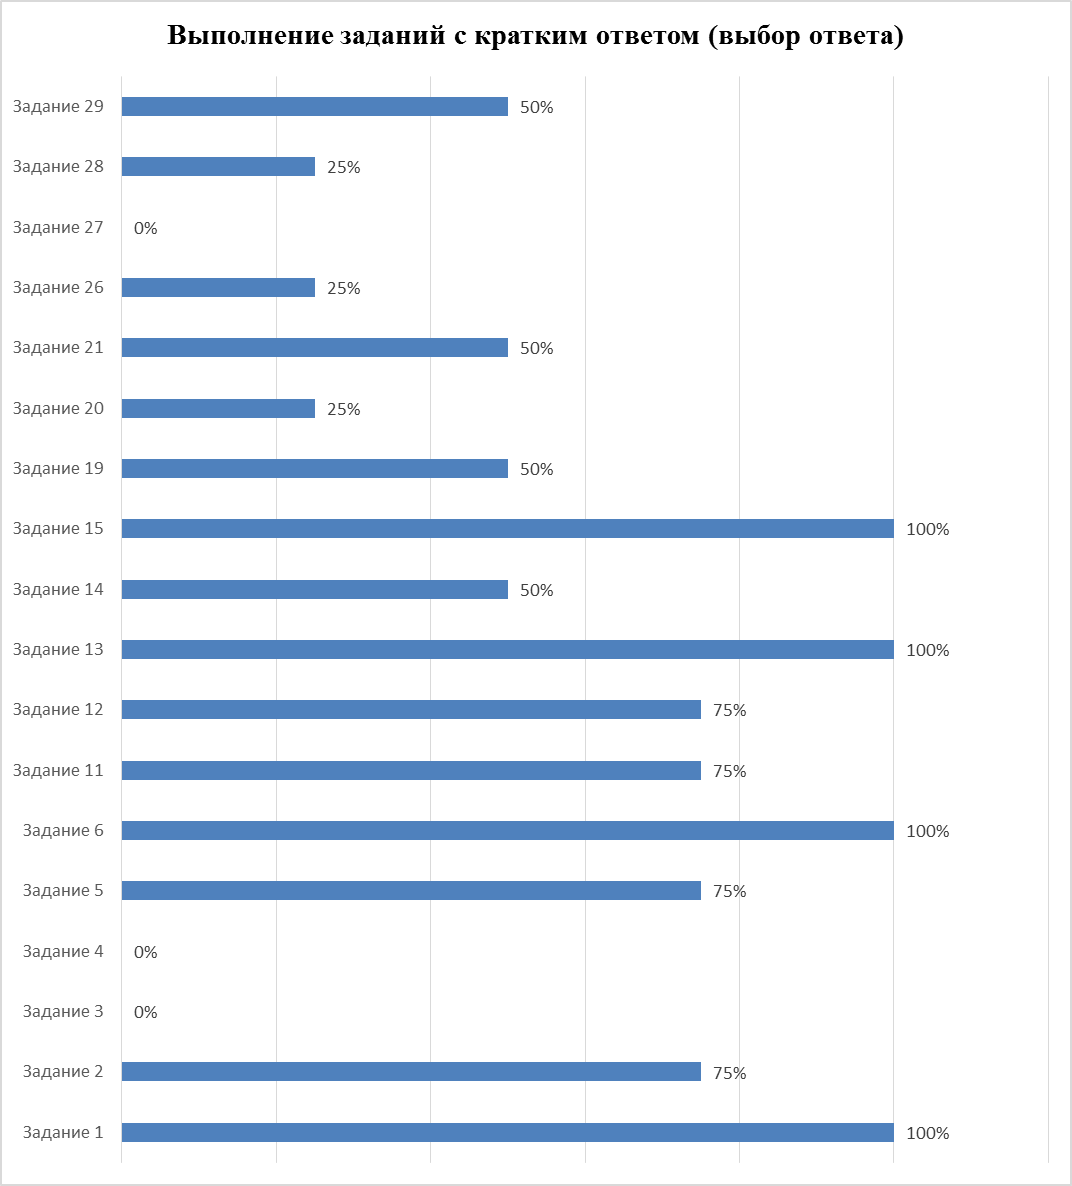 Выполнение заданий с кратким ответом (выбор ответа)
Задание 29 50%
Задание 28 25%
Задание 27 0%
Задание 26 25%
Задание 21 50%
Задание 20 25%
Задание 19 50%
Задание 15 100%
Задание 14 50%
Задание 13 100%
Задание 12 75%
Задание 11 75%
Задание 6 100%
Задание 5 75%
Задание 4 0%
Задание 3 0%
Задание 2 75%
Задание 1 100%